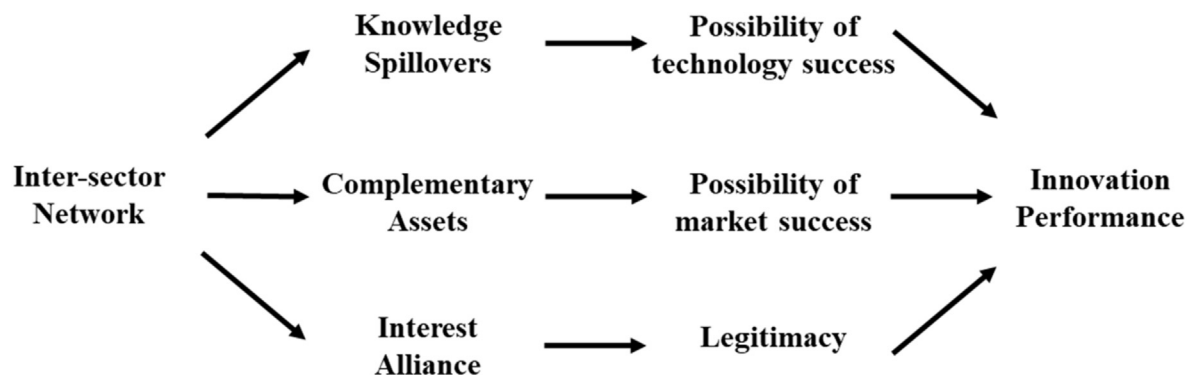 Knowledge
Spillovers
Possibility of
technology success
Inter-sector
Network
Complementary
Assets
Possibility of
market success
Innovation
Performance
Interest
Alliance
Legitimacy